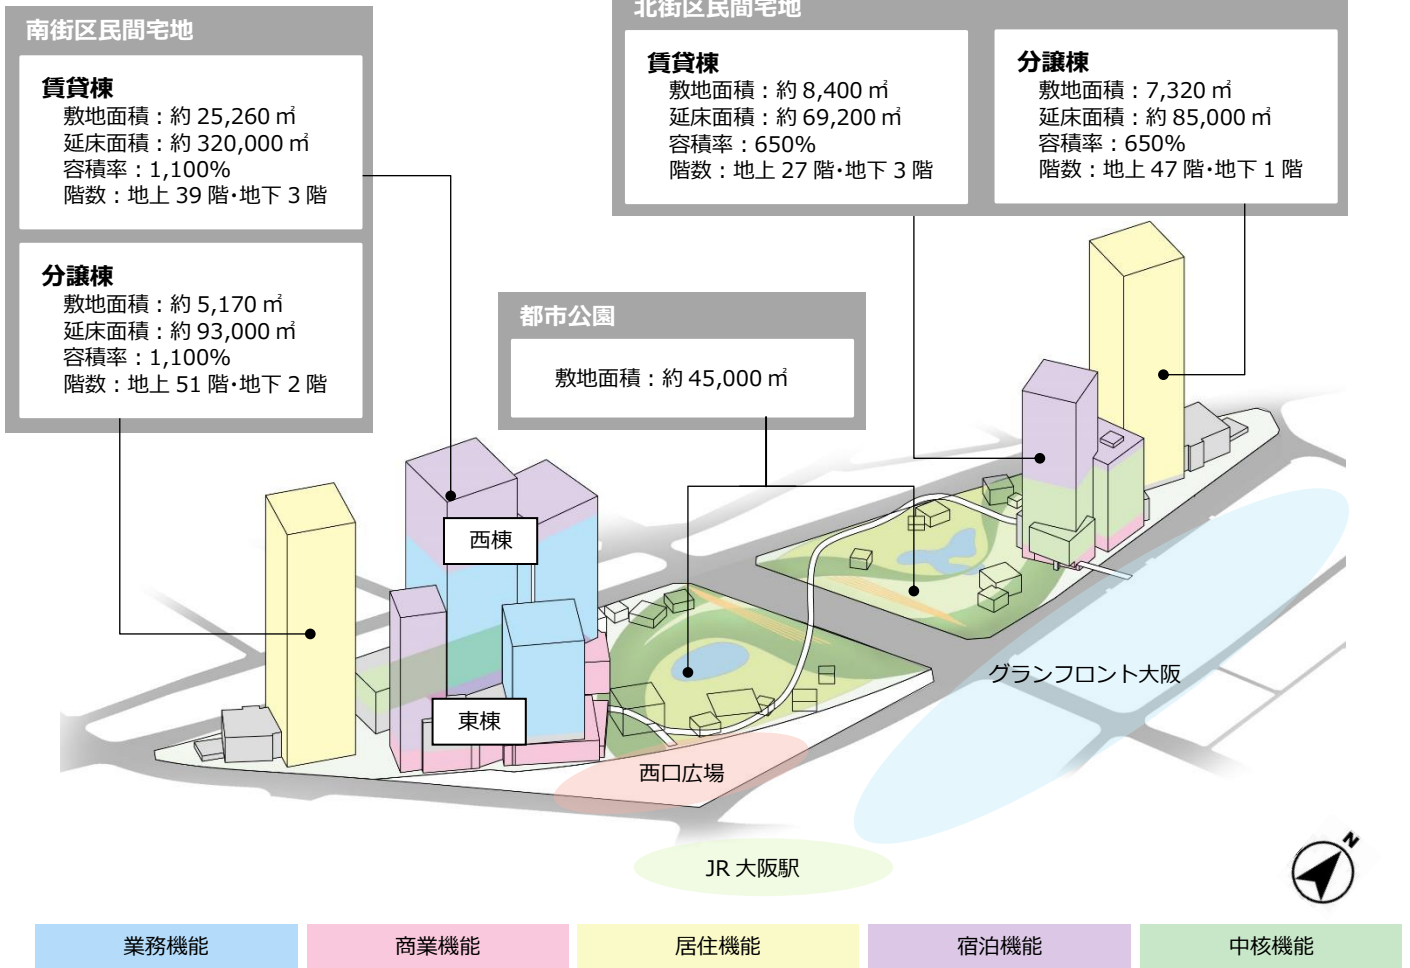 南街区民間宅地
賃貸棟
敷地面積：約 25,260 ㎡
延床面積：約 320,000 ㎡
容積率：1,100%
階数：地上 39 階・地下 3 階
分譲棟
敷地面積：約 5,170 ㎡
延床面積：約 93,000 ㎡
容積率：1,100%
階数：地上 51 階・地下 2 階
北街区民間宅地
賃貸棟
敷地面積：約 8,400 ㎡
延床面積：約 69,200 ㎡
容積率：650%
階数：地上 27 階・地下 3 階
分譲棟
敷地面積：7,320 ㎡
延床面積：約 85,000 ㎡
容積率：650%
階数：地上 47 階・地下 1 階
都市公園
敷地面積：約 45,000 ㎡
西棟
東棟
グランフロント大阪
西口広場
JR 大阪駅
N
業務機能
商業機能
居住機能
宿泊機能
中核機能